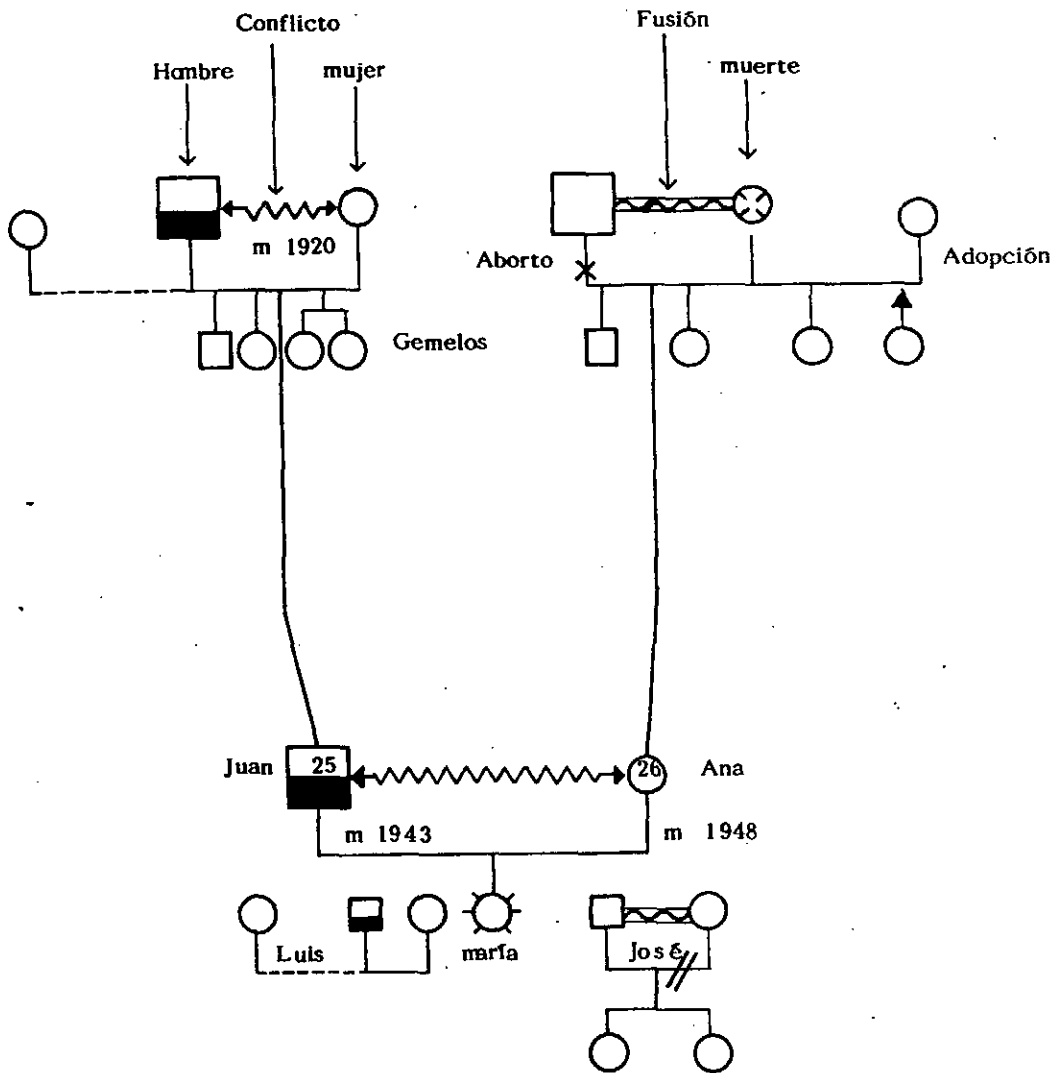 Conflicto
Fusión
Hombre
mujer
muerte
m 1920
Aborto
Adopción
Gemelos
Juan
25
26
Ana
m 1943
m 1948
Luis
maría
José